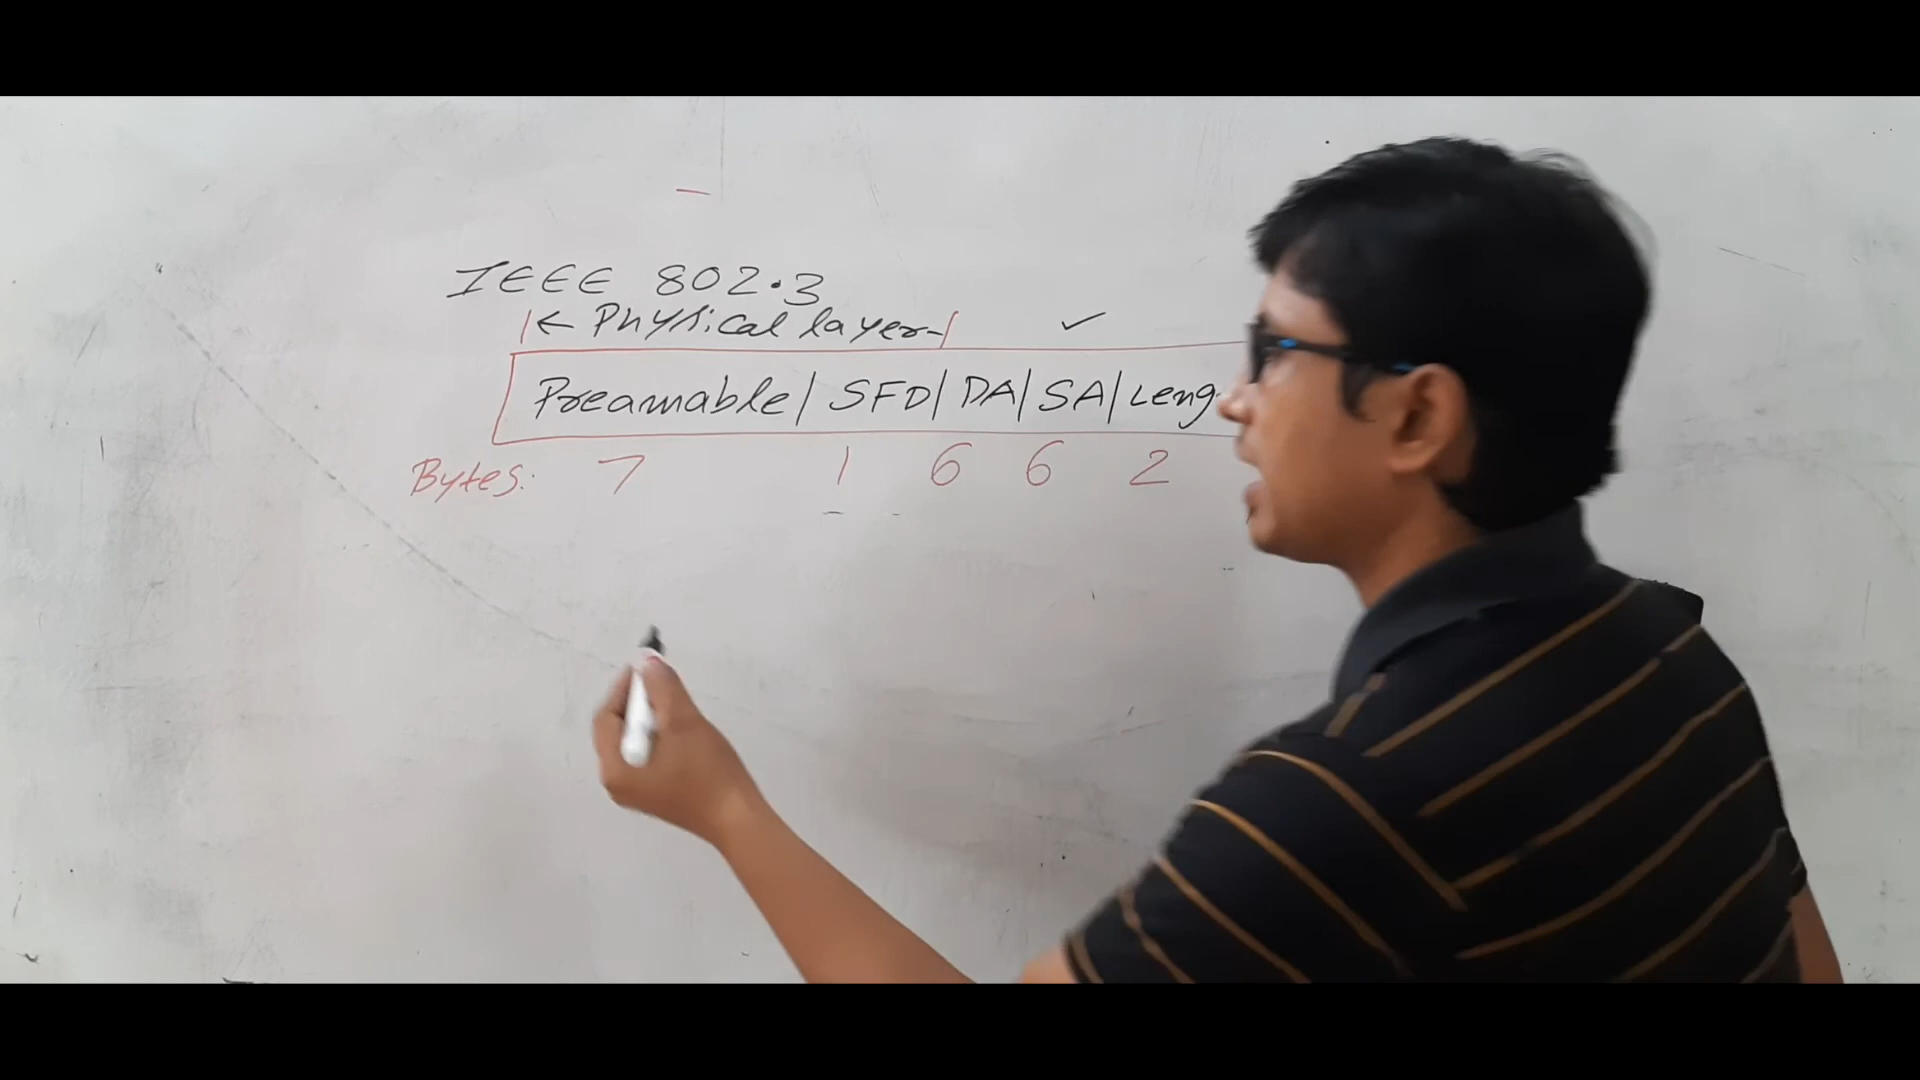 IEEE 802.3
|← Physical layer-|
Preamable| SFD| DA| SA| Leng
Bytes: 7 1 6 6 2